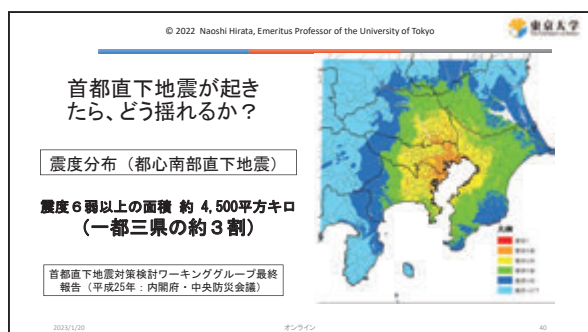 © 2022 Naoshi Hirata, Emeritus Professor of the University of Tokyo
東京大学
首都直下地震が起き
たら、どう揺れるか？
震度分布（都心南部直下地震）
震度６弱以上の面積 約 4,500平方キロ
（一都三県の約３割）
首都直下地震対策検討ワーキンググループ最終
報告（平成25年：内閣府・中央防災会議）
2023/1/20
オンライン
40